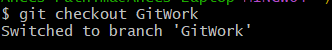 $ git checkout GitWork
Switched to branch 'GitWork'